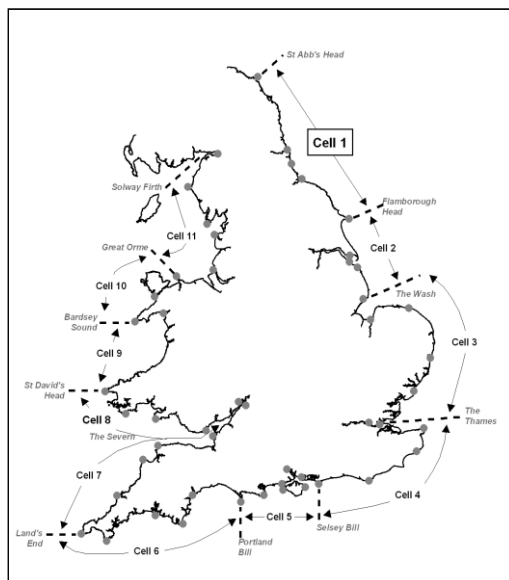 St Abb's Head
Cell 1
Solway Firth
Flamborough
Head
Cell 11
Cell 2
Great Orme
Cell 10
The Wash
Bardsey
Sound
Cell 3
Cell 9
St David's
Head
Cell 8
The
Thames
The Severn
Cell 7
Cell 4
Cell 5
Selsey Bill
Land's
End
Cell 6
Portland
Bill